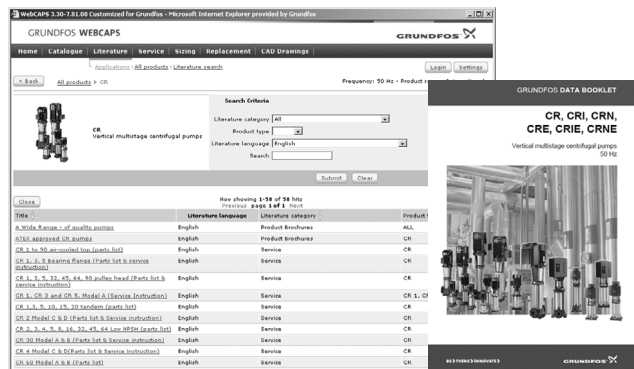 WebCAPS 3.30-7.81.08 Customized for Grundfos - Microsoft Internet Explorer provided by Grundfos
GRUNDFOS WEBCAPS
GRUNDFOS
Home Catalogue Literature Service Sizing Replacement CAD Drawings
Applications All products Literature search
Login Settings
< Back All products CR
Frequency: 50 Hz - Product
Search Criteria
CR
Vertical multistage centrifugal pumps
Literature category All
Product type
Literature language English
Search
Submit Clear
Close
Now showing 1-58 of 58 hits
Previous page 1 of 1 Next
Title Literature language Literature category Product
A Wide Range - of quality pumps English Product Brochures ALL
ATEX approved CR pumps English Product Brochures CR
CR 1 to 90 air-cooled top (parts list) English Service CR
CR 1, 3, 5 bearing flange (Parts list & service instruction) English Service CR
CR 1, 3, 5, 32, 45, 64, 90 pulley head (Parts list & service instruction) English Service CR
CR 1, CR 3 and CR 5, Model A (Service Instruction) English Service CR 1, CR
CR 1,3, 5, 10, 15, 20 tandem (parts list) English Service CR
CR 2 Model C & D (Parts list & Service instruction) English Service CR
CR 2, 3, 4, 5, 8, 16, 32, 45, 64 Low NPSH (parts list) English Service CR
CR 30 Model A & B (Parts list & Service instruction) English Service CR
CR 4 Model C & D(Parts list & Service instruction) English Service CR
CR 60 Model A & B (Parts list) English Service CR
GRUNDFOS DATA BOOKLET
CR, CRI, CRN,
CRE, CRIE, CRNE
Vertical multistage centrifugal pumps
50 Hz
BE > THINK > INNOVATE >
GRUNDFOS